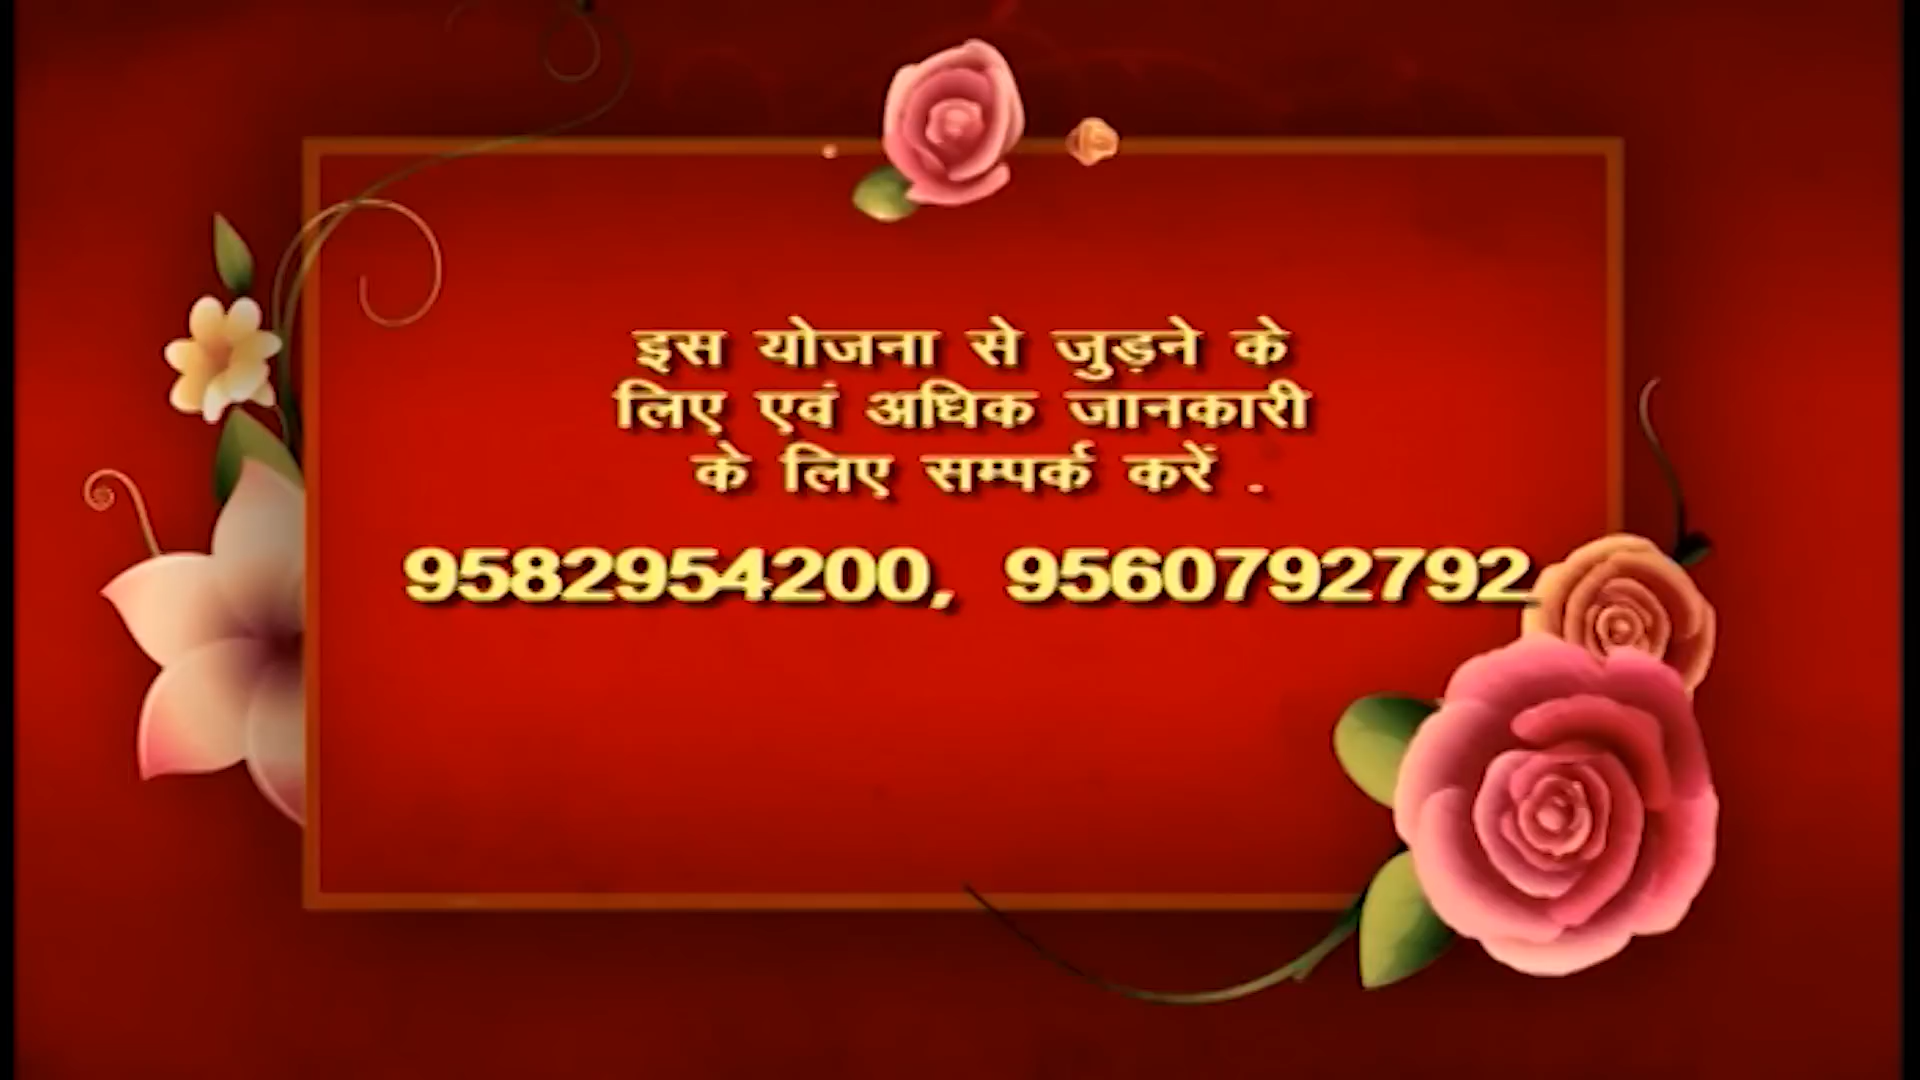 इस योजना से जुड़ने के
लिए एवं अधिक जानकारी
के लिए सम्पर्क करें .
9582954200, 9560792792.